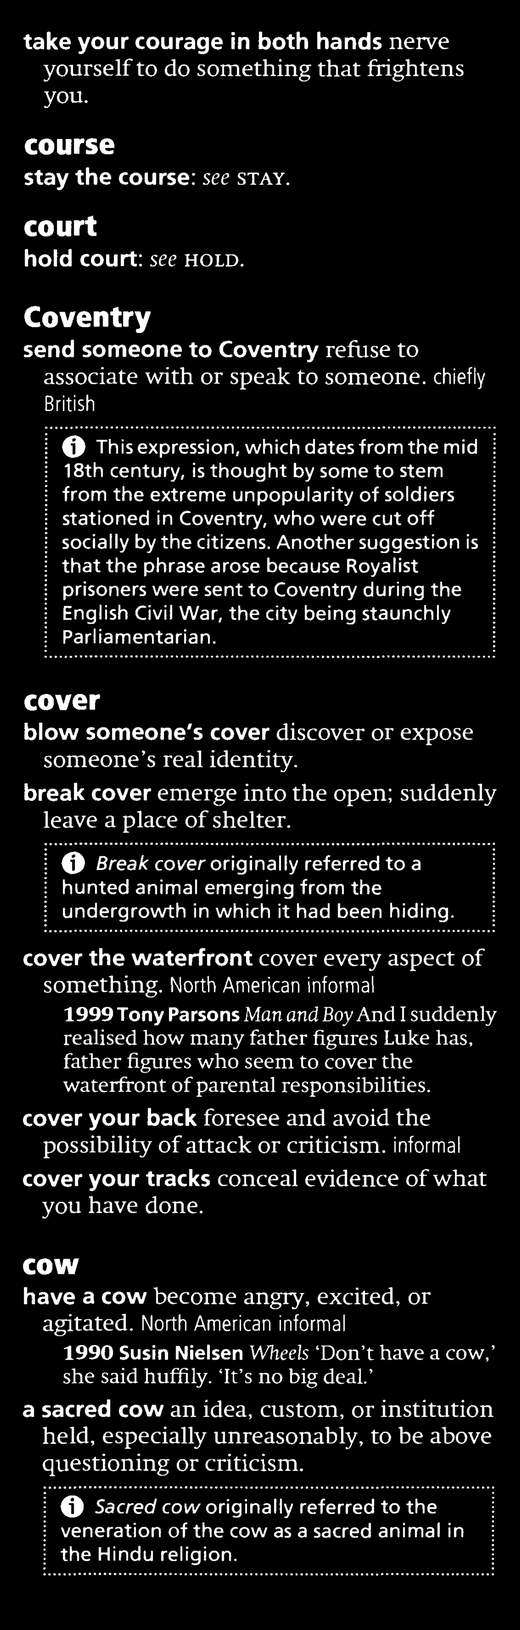 take your courage in both hands nerve
yourself to do something that frightens
you.
course
stay the course: see STAY.
court
hold court: see HOLD.
Coventry
send someone to Coventry refuse to
associate with or speak to someone. chiefly
British
i This expression, which dates from the mid
18th century, is thought by some to stem
from the extreme unpopularity of soldiers
stationed in Coventry, who were cut off
socially by the citizens. Another suggestion is
that the phrase arose because Royalist
prisoners were sent to Coventry during the
English Civil War, the city being staunchly
Parliamentarian.
cover
blow someone's cover discover or expose
someone's real identity.
break cover emerge into the open; suddenly
leave a place of shelter.
i Break cover originally referred to a
hunted animal emerging from the
undergrowth in which it had been hiding.
cover the waterfront cover every aspect of
something. North American informal
1999 Tony Parsons Man and Boy And I suddenly
realised how many father figures Luke has,
father figures who seem to cover the
waterfront of parental responsibilities.
cover your back foresee and avoid the
possibility of attack or criticism. informal
cover your tracks conceal evidence of what
you have done.
cow
have a cow become angry, excited, or
agitated. North American informal
1990 Susin Nielsen Wheels ‘Don't have a cow,’
she said huffily. ‘It's no big deal.’
a sacred cow an idea, custom, or institution
held, especially unreasonably, to be above
questioning or criticism.
i Sacred cow originally referred to the
veneration of the cow as a sacred animal in
the Hindu religion.